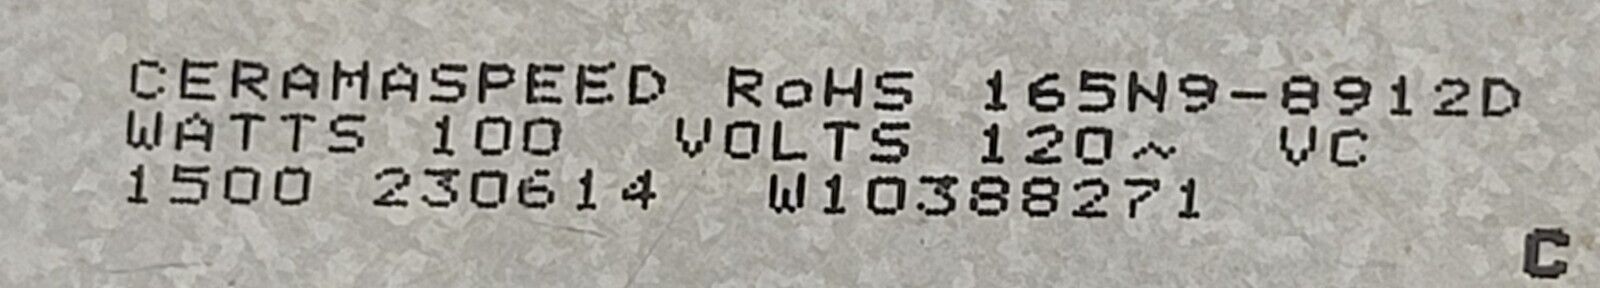 CERAMASPEED RoHS 165N9-8912D
WATTS 100 VOLTS 120~ VC
1500 230614 W10388271
C